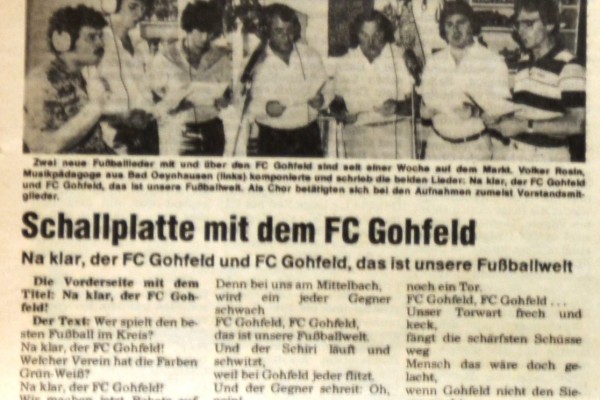 Zwei neue Fußballieder mit und über den FC Gohfeld sind seit einer Woche auf dem Markt. Volker Rosin,
Musikpädagoge aus Bad Oeynhausen (links) komponierte und schrieb die beiden Lieder: Na klar, der FC Gohfeld
und FC Gohfeld, das ist unsere Fußballwelt. Als Chor betätigten sich bei den Aufnahmen zumeist Vorstandsmit-
glieder.
Schallplatte mit dem FC Gohfeld
Na klar, der FC Gohfeld und FC Gohfeld, das ist unsere Fußballwelt
Die Vorderseite mit dem
Titel: Na klar, der FC Goh-
feld!
Der Text: Wer spielt den be-
sten Fußball im Kreis?
Na klar, der FC Gohfeld!
Welcher Verein hat die Farben
Grün-Weiß?
Na klar, der FC Gohfeld!
Wir machen jetzt Rabatz auf
Denn bei uns am Mittelbach,
wird ein jeder Gegner
schwach
FC Gohfeld, FC Gohfeld,
das ist unsere Fußballwelt.
Und der Schiri läuft und
schwitzt,
weil bei Gohfeld jeder flitzt.
Und der Gegner schreit: Oh,
nein!
noch ein Tor.
FC Gohfeld, FC Gohfeld ...
Unser Torwart frech und
keck,
fängt die schärfsten Schüsse
weg
Mensch das wäre doch ge-
lacht,
wenn Gohfeld nicht den Sie-